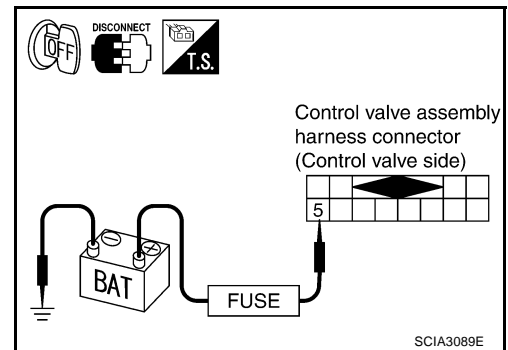 OFF
DISCONNECT
T.S.
Control valve assembly
harness connector
(Control valve side)
5
BAT
FUSE
SCIA3089E